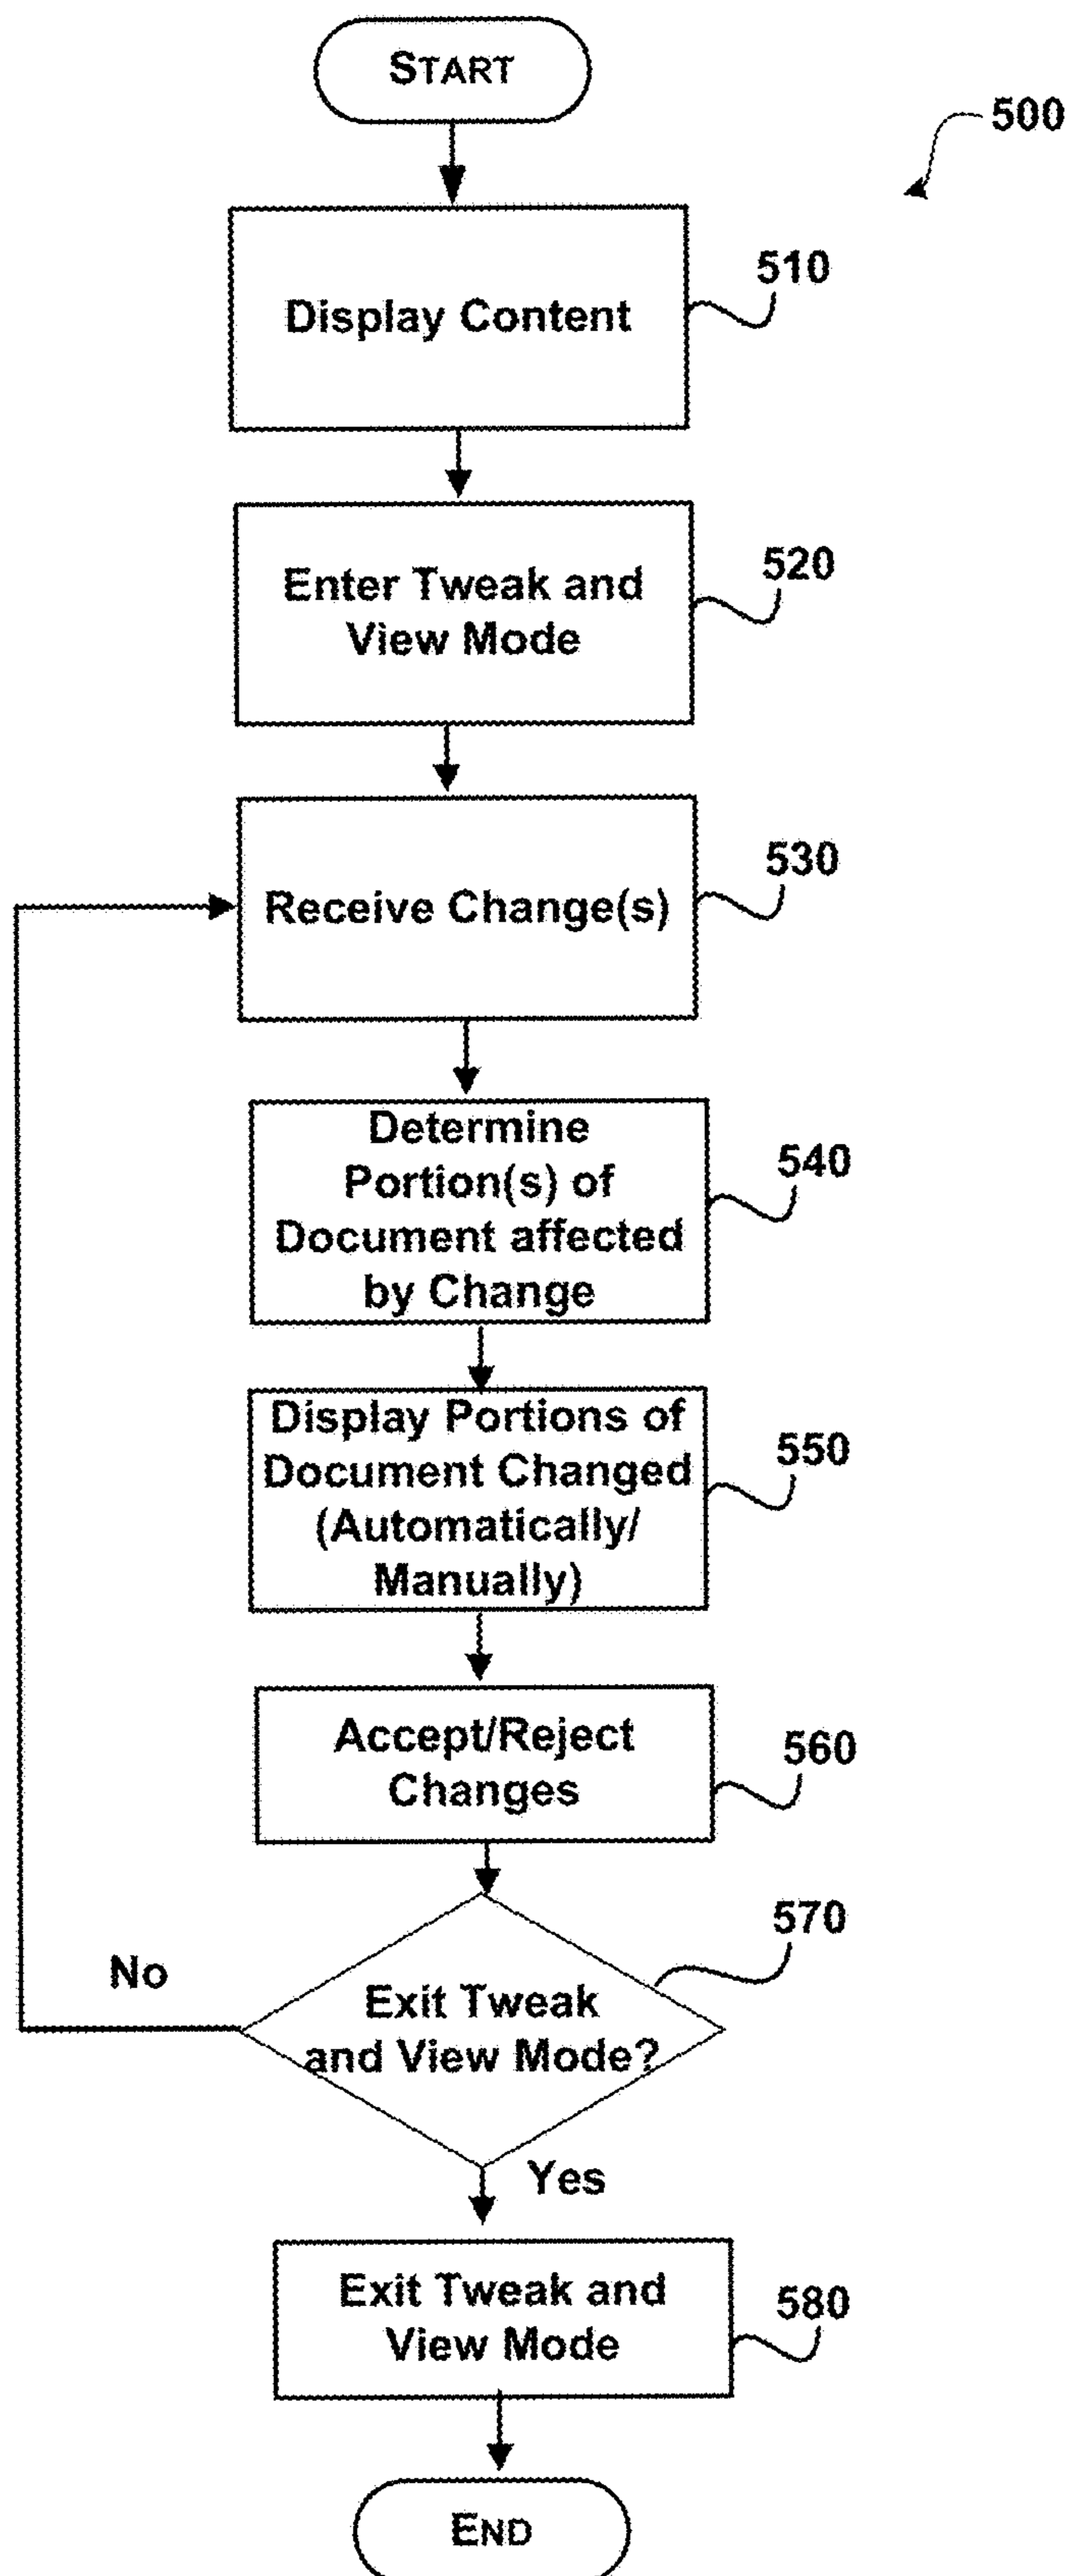 START
500
510
Display Content
520
Enter Tweak and
View Mode
530
Receive Change(s)
Determine
Portion(s) of
Document affected
by Change
540
Display Portions of
Document Changed
(Automatically/
Manually)
550
Accept/Reject
Changes
560
570
No
Exit Tweak
and View Mode?
Yes
Exit Tweak and
View Mode
580
END